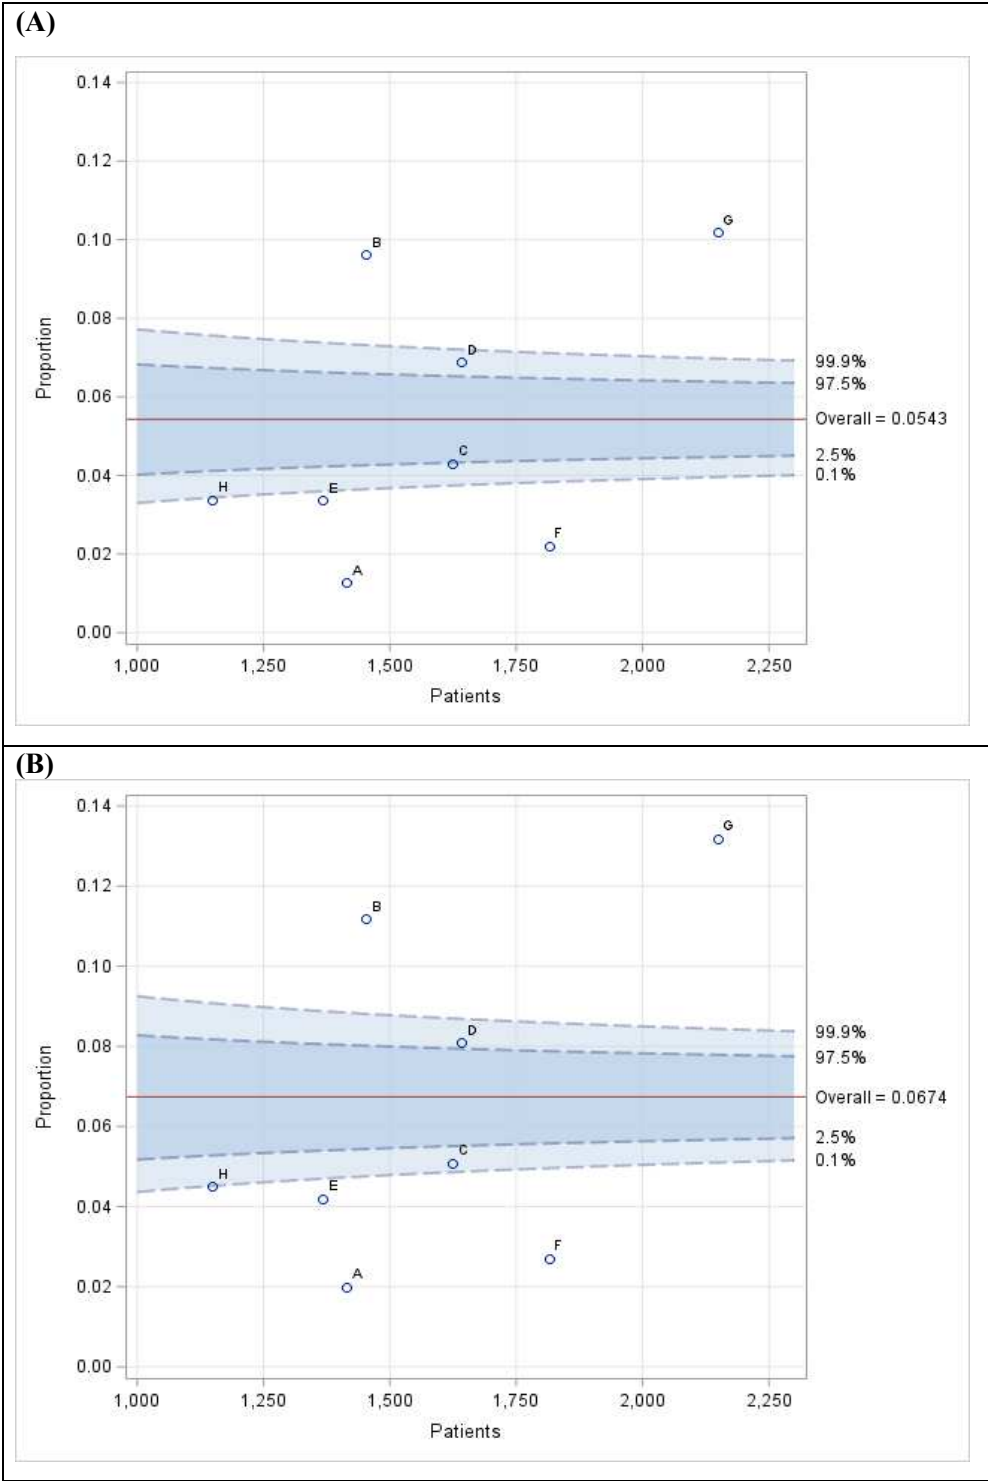 (A)
0.14
0.12
0.10
0.08
0.06
0.04
0.02
0.00
Proportion
B
G
D
C
H
E
F
A
99.9%
97.5%
Overall = 0.0543
2.5%
0.1%
1,000 1,250 1,500 1,750 2,000 2,250
Patients
(B)
0.14
0.12
0.10
0.08
0.06
0.04
0.02
0.00
Proportion
G
B
D
C
H
E
F
A
99.9%
97.5%
Overall = 0.0674
2.5%
0.1%
1,000 1,250 1,500 1,750 2,000 2,250
Patients